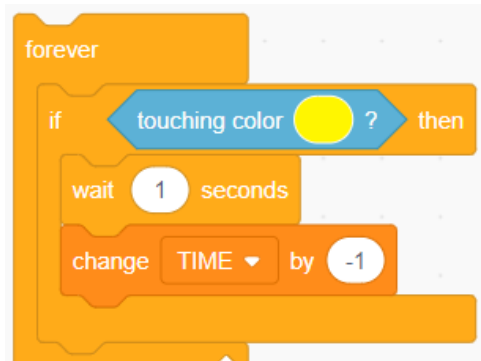 forever
if touching color ? then
wait 1 seconds
change TIME by -1